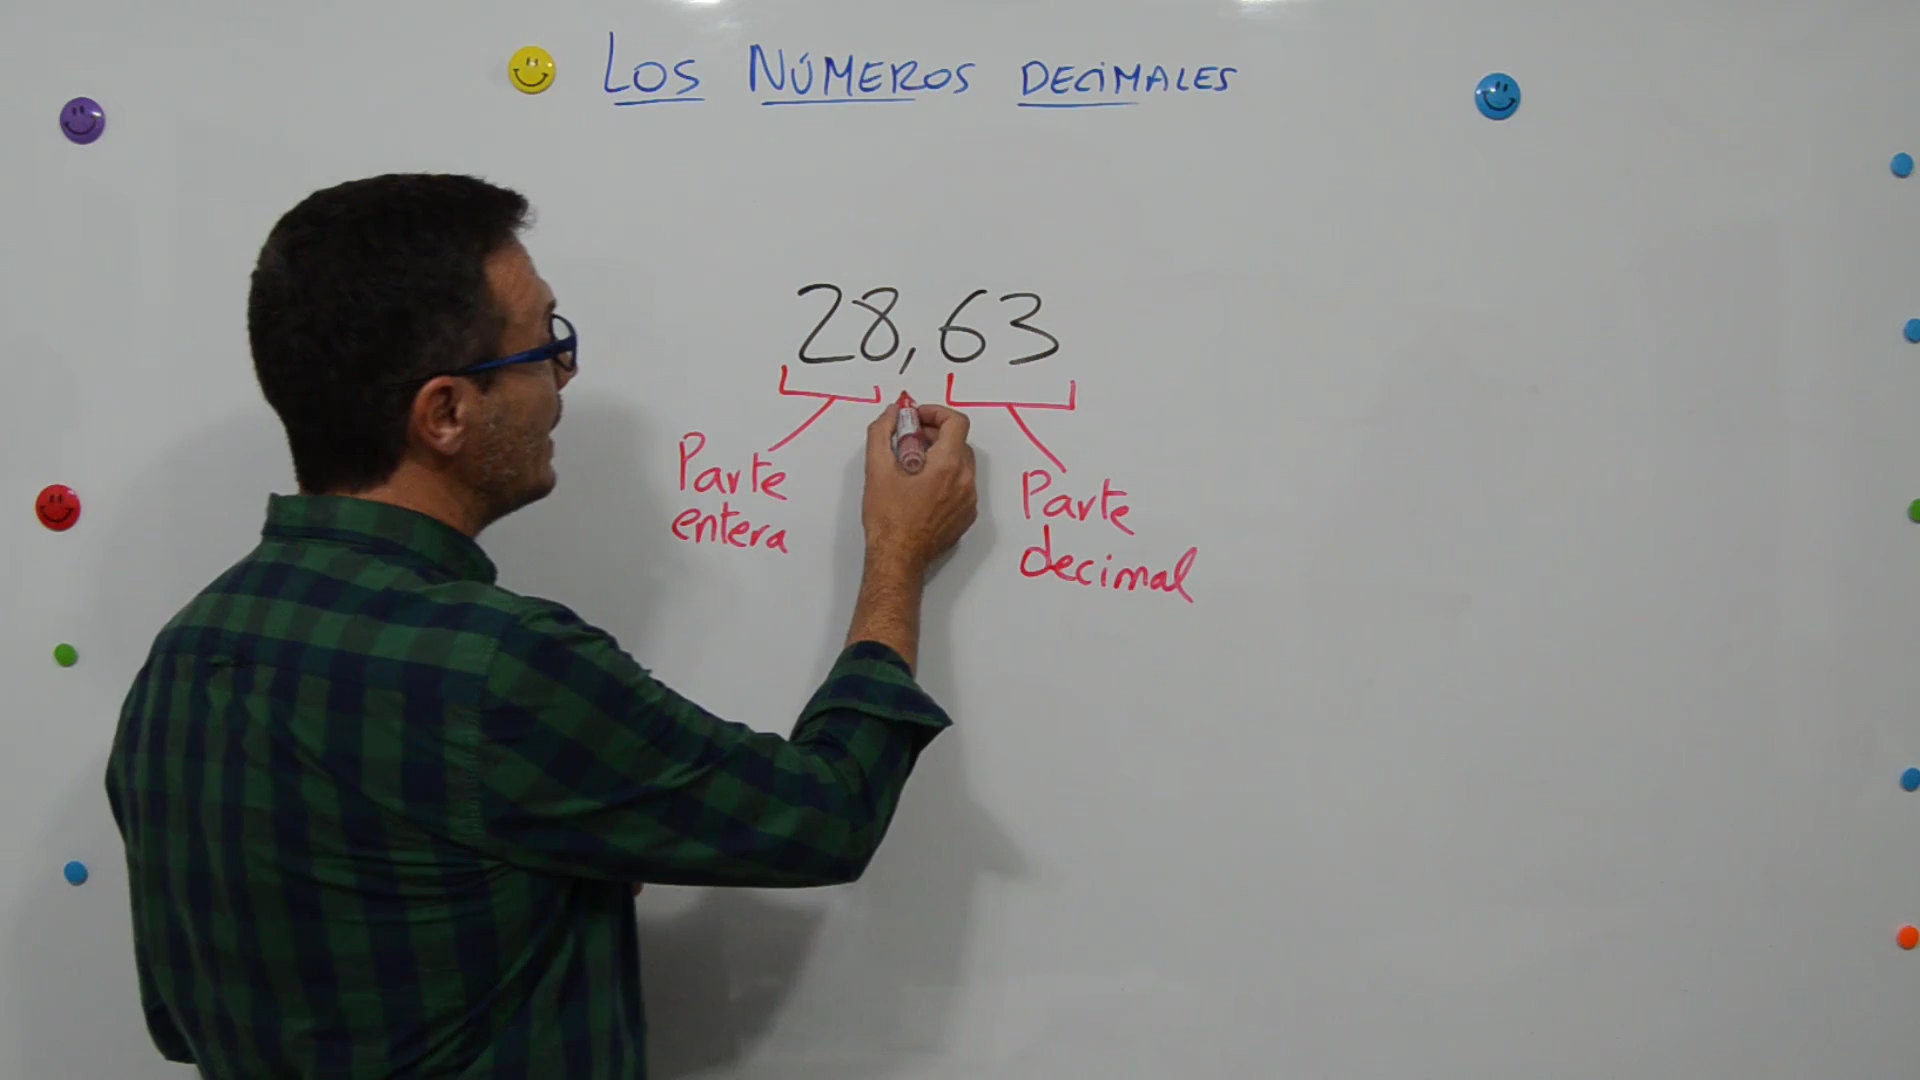 LOS NÚMEROS DECIMALES
28,63
Parte
entera
Parte
decimal